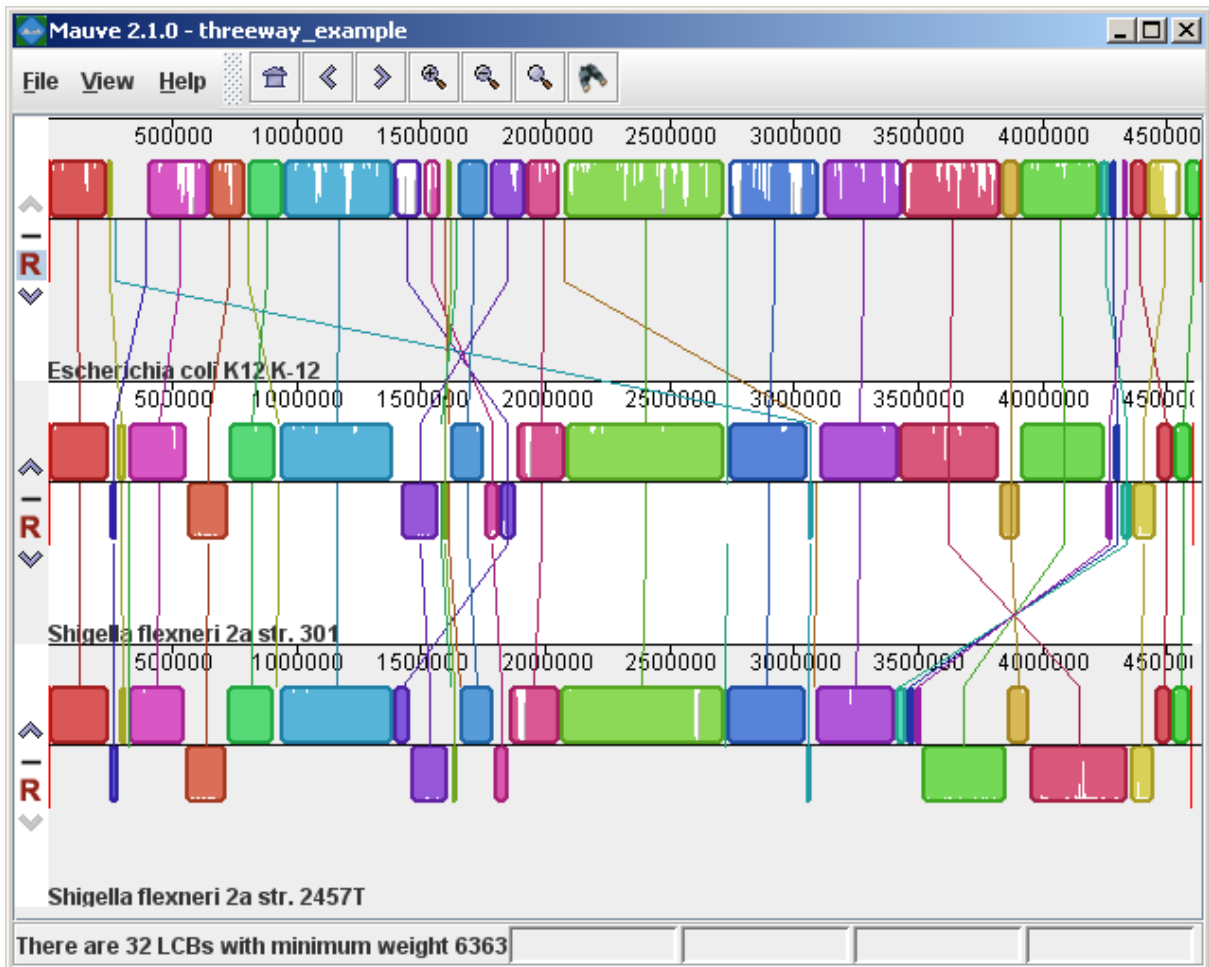 Mauve 2.1.0 - threeway_example
File View Help
500000 1000000 1500000 2000000 2500000 3000000 3500000 4000000 4500000
R
Escherichia coli K12 K-12
500000 1000000 1500000 2000000 2500000 3000000 3500000 4000000 450000
R
Shigella flexneri 2a str. 301
500000 1000000 1500000 2000000 2500000 3000000 3500000 4000000 450000
R
Shigella flexneri 2a str. 2457T
There are 32 LCBs with minimum weight 6363